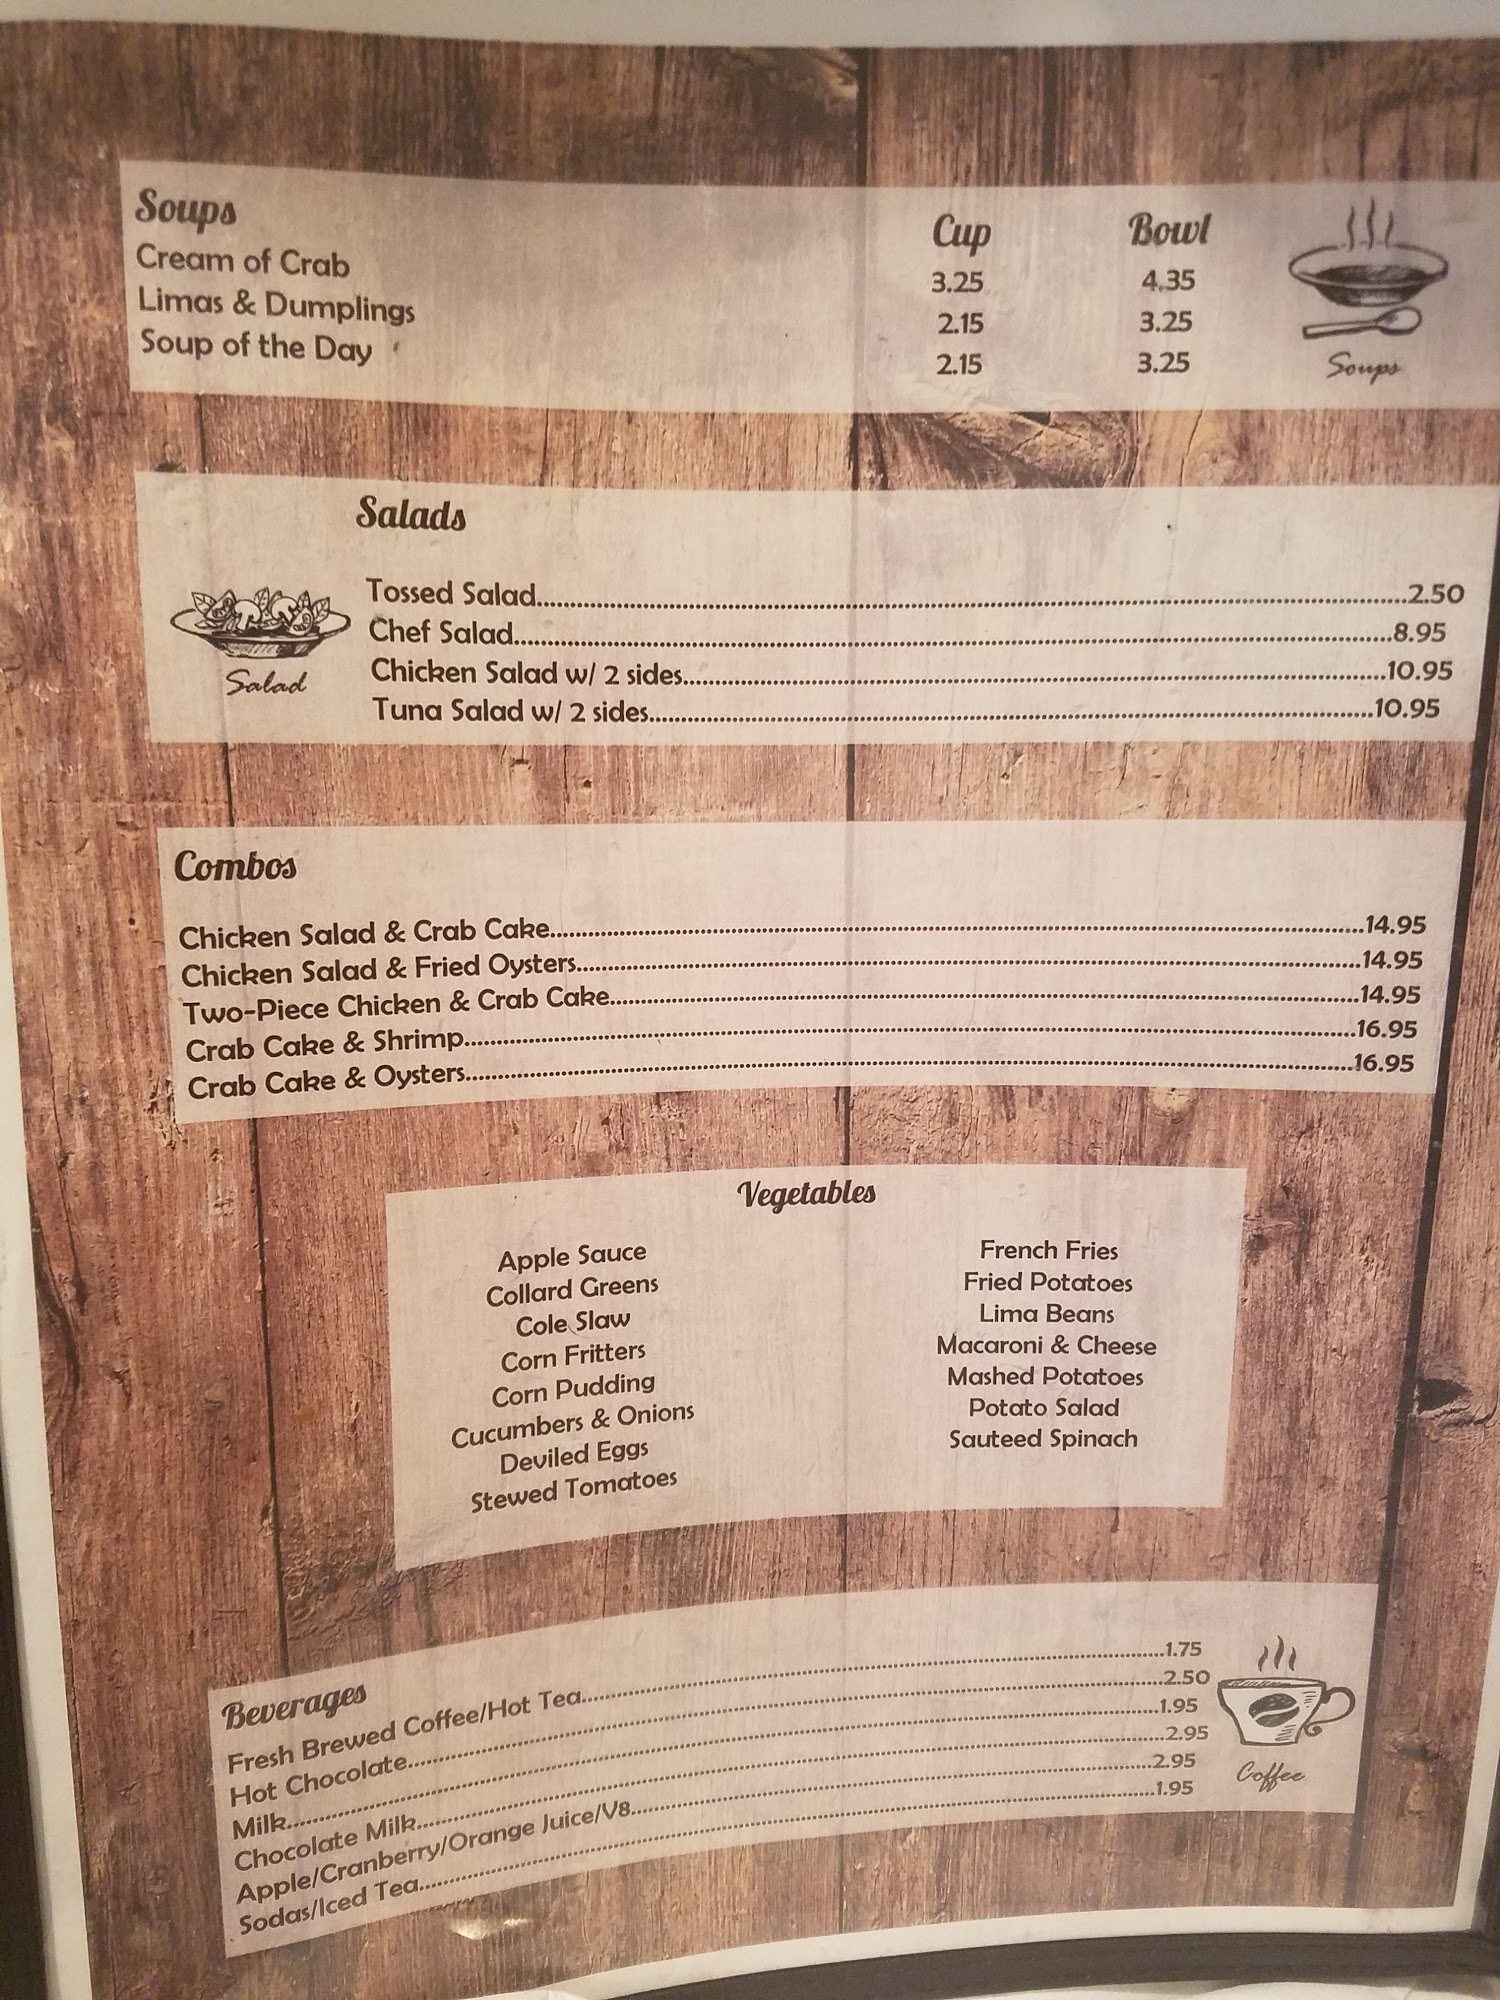 Soups Cup Bowl
Cream of Crab 3.25 4.35
Limas & Dumplings 2.15 3.25
Soup of the Day 2.15 3.25
Soups
Salads
Tossed Salad 2.50
Chef Salad 8.95
Chicken Salad w/ 2 sides 10.95
Tuna Salad w/ 2 sides 10.95
Salad
Combos
Chicken Salad & Crab Cake 14.95
Chicken Salad & Fried Oysters 14.95
Two-Piece Chicken & Crab Cake 14.95
Crab Cake & Shrimp 16.95
Crab Cake & Oysters 16.95
Vegetables
Apple Sauce
Collard Greens
Cole Slaw
Corn Fritters
Corn Pudding
Cucumbers & Onions
Deviled Eggs
Stewed Tomatoes
French Fries
Fried Potatoes
Lima Beans
Macaroni & Cheese
Mashed Potatoes
Potato Salad
Sauteed Spinach
Beverages
Fresh Brewed Coffee/Hot Tea 1.75
Hot Chocolate 2.50
Milk 1.95
Chocolate Milk 2.95
Apple/Cranberry/Orange Juice/V8 2.95
Sodas/Iced Tea 1.95
Coffee